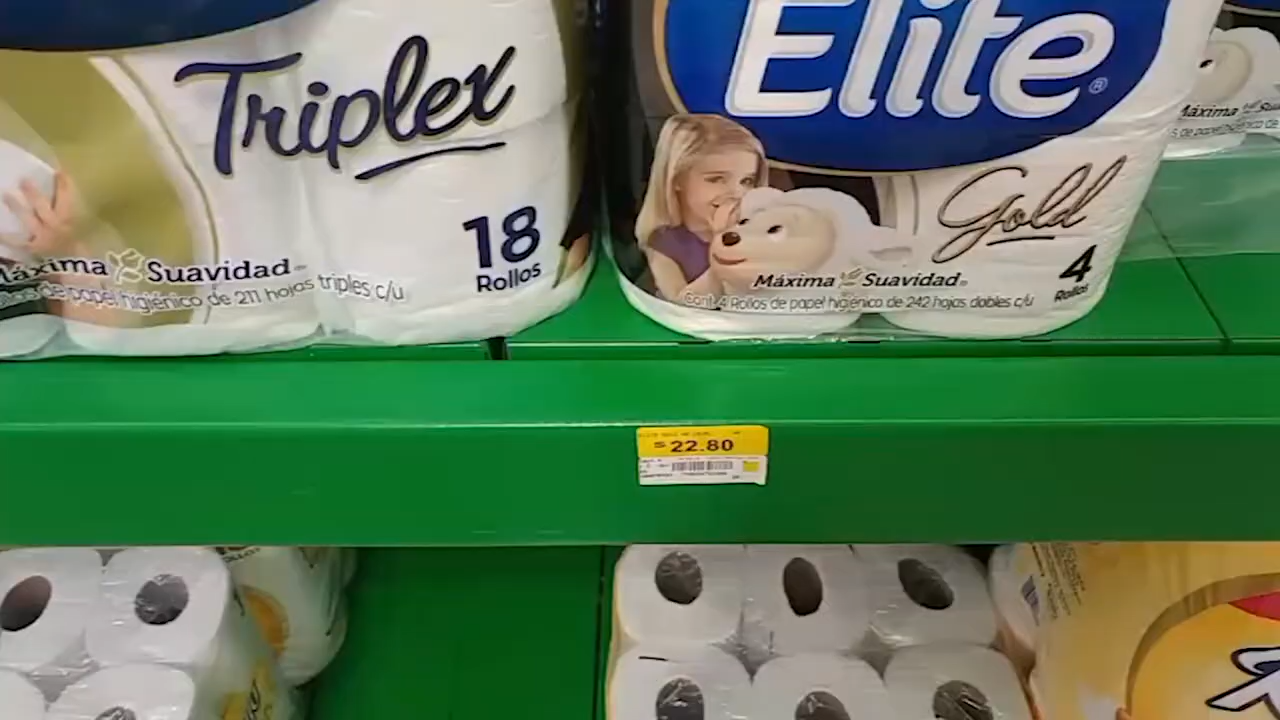 Triplex
18
Rollos
Máxima Suavidad
de papel higiénico de 211 hojas triples c/u
Elite®
Gold
4
Rollos
Máxima Suavidad
Cont. 4 Rollos de papel higiénico de 242 hojas dobles c/u
Máxima
$22.80